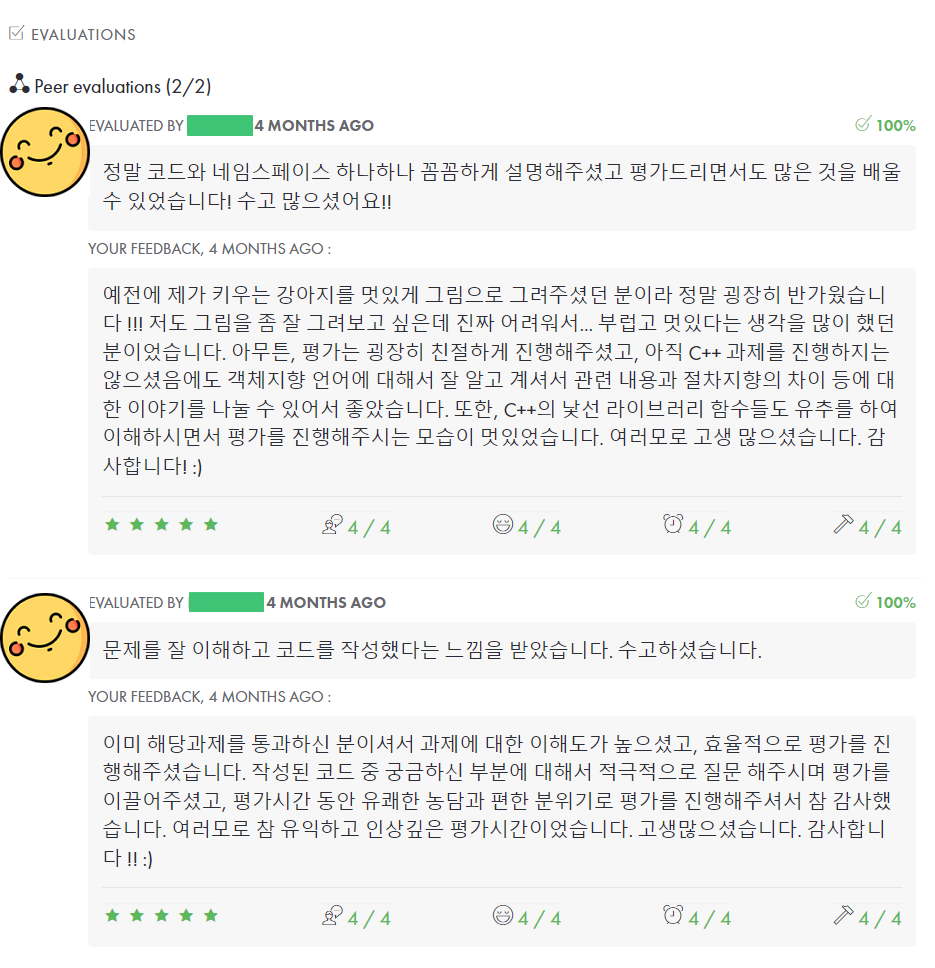 EVALUATIONS
Peer evaluations (2/2)
EVALUATED BY 4 MONTHS AGO
100%
정말 코드와 네임스페이스 하나하나 꼼꼼하게 설명해주셨고 평가드리면서도 많은 것을 배울
수 있었습니다! 수고 많으셨어요!!
YOUR FEEDBACK, 4 MONTHS AGO :
예전에 제가 키우는 강아지를 멋있게 그림으로 그려주셨던 분이라 정말 굉장히 반가웠습니
다 !!! 저도 그림을 좀 잘 그려보고 싶은데 진짜 어려워서... 부럽고 멋있다는 생각을 많이 했던
분이었습니다. 아무튼, 평가는 굉장히 친절하게 진행해주셨고, 아직 C++ 과제를 진행하지는
않으셨음에도 객체지향 언어에 대해서 잘 알고 계셔서 관련 내용과 절차지향의 차이 등에 대
한 이야기를 나눌 수 있어서 좋았습니다. 또한, C++의 낯선 라이브러리 함수들도 유추를 하여
이해하시면서 평가를 진행해주시는 모습이 멋있었습니다. 여러모로 고생 많으셨습니다. 감
사합니다! :)
4 / 4
4 / 4
4 / 4
4 / 4
EVALUATED BY 4 MONTHS AGO
100%
문제를 잘 이해하고 코드를 작성했다는 느낌을 받았습니다. 수고하셨습니다.
YOUR FEEDBACK, 4 MONTHS AGO :
이미 해당과제를 통과하신 분이셔서 과제에 대한 이해도가 높으셨고, 효율적으로 평가를 진
행해주셨습니다. 작성된 코드 중 궁금하신 부분에 대해서 적극적으로 질문 해주시며 평가를
이끌어주셨고, 평가시간 동안 유쾌한 농담과 편한 분위기로 평가를 진행해주셔서 참 감사했
습니다. 여러모로 참 유익하고 인상깊은 평가시간이었습니다. 고생많으셨습니다. 감사합니
다 !! :)
4 / 4
4 / 4
4 / 4
4 / 4